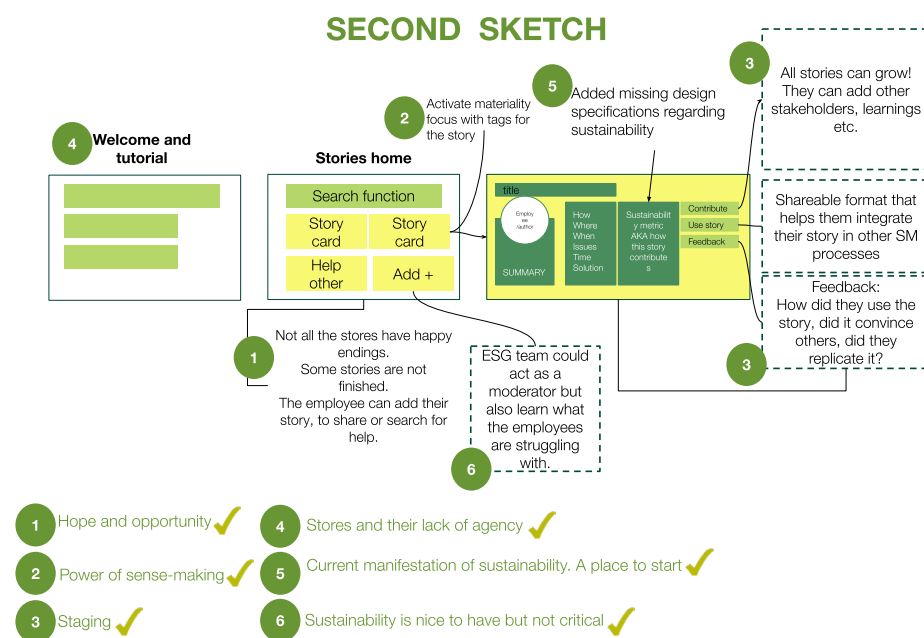 SECOND SKETCH
4
Welcome and
tutorial
Stories home
Search function
Story
card
Story
card
Help
other
Add +
2
Activate materiality
focus with tags for
the story
5
Added missing design
specifications regarding
sustainability
title
Employ
ee
/author
SUMMARY
How
Where
When
Issues
Time
Solution
Sustainabilit
y metric
AKA how
this story
contribute
s
Contribute
Use story
Feedback
3
All stories can grow!
They can add other
stakeholders, learnings
etc.
Shareable format that
helps them integrate
their story in other SM
processes
3
Feedback:
How did they use the
story, did it convince
others, did they
replicate it?
1
Not all the stores have happy
endings.
Some stories are not
finished.
The employee can add their
story, to share or search for
help.
6
ESG team could
act as a
moderator but
also learn what
the employees
are struggling
with.
1
Hope and opportunity
2
Power of sense-making
3
Staging
4
Stores and their lack of agency
5
Current manifestation of sustainability. A place to start
6
Sustainability is nice to have but not critical